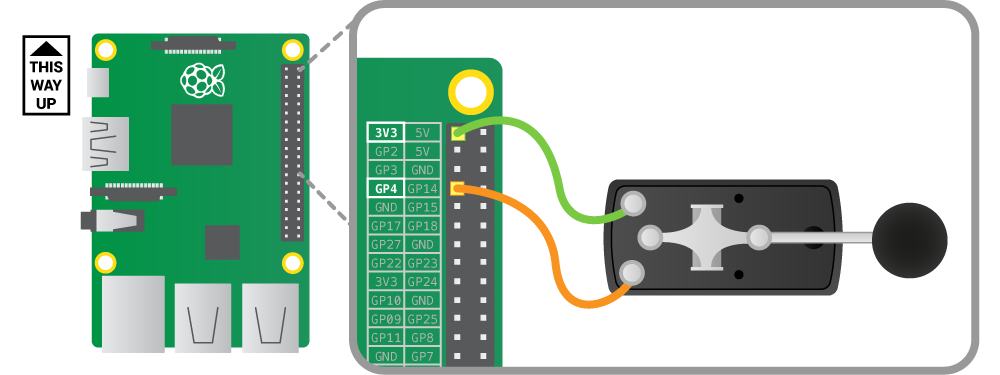 THIS
WAY
UP
3V3 5V
GP2 5V
GP3 GND
GP4 GP14
GND GP15
GP17 GP18
GP27 GND
GP22 GP23
3V3 GP24
GP10 GND
GP09 GP25
GP11 GP8
GND GP7